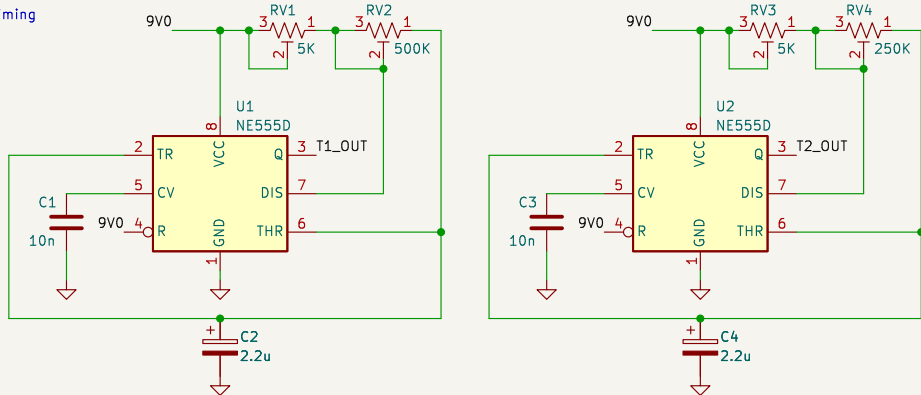 ming
9V0
3
RV1
1
5K
2
3
RV2
1
500K
2
U1
NE555D
8
VCC
2
TR
Q
3
T1_OUT
5
CV
DIS
7
C1
10n
9V0
4
R
THR
6
GND
1
+
C2
2.2u
9V0
3
RV3
1
5K
2
3
RV4
1
250K
2
U2
NE555D
8
VCC
2
TR
Q
3
T2_OUT
5
CV
DIS
7
C3
10n
9V0
4
R
THR
6
GND
1
+
C4
2.2u